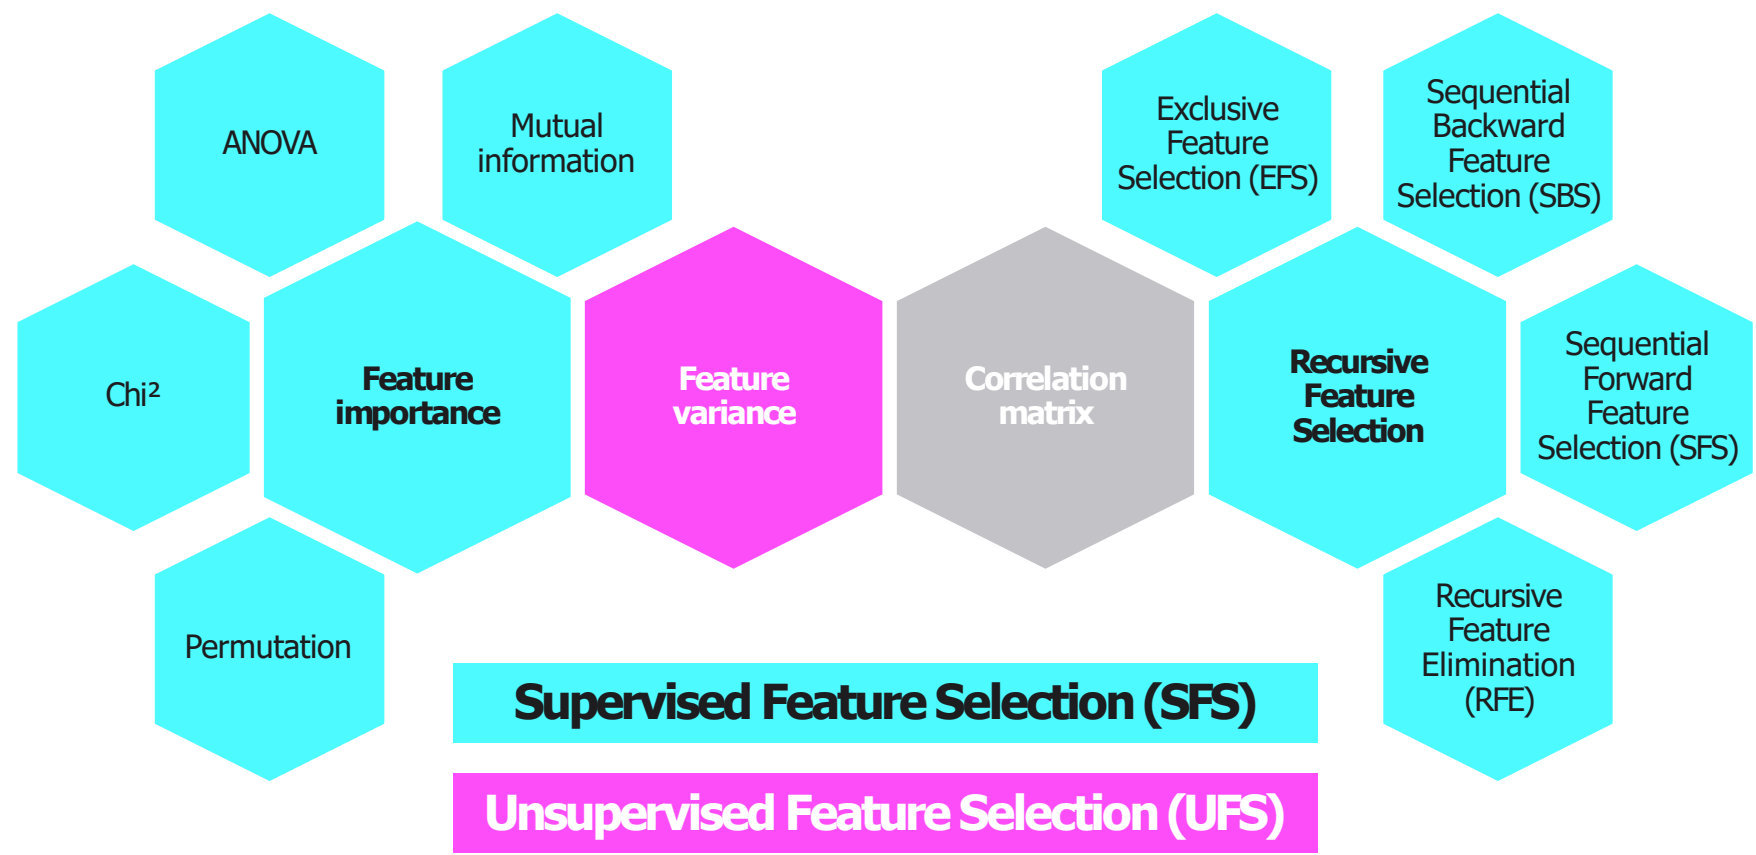 ANOVA
Mutual
information
Exclusive
Feature
Selection (EFS)
Sequential
Backward
Feature
Selection (SBS)
Chi²
Feature
importance
Feature
variance
Correlation
matrix
Recursive
Feature
Selection
Sequential
Forward
Feature
Selection (SFS)
Permutation
Recursive
Feature
Elimination
(RFE)
Supervised Feature Selection (SFS)
Unsupervised Feature Selection (UFS)